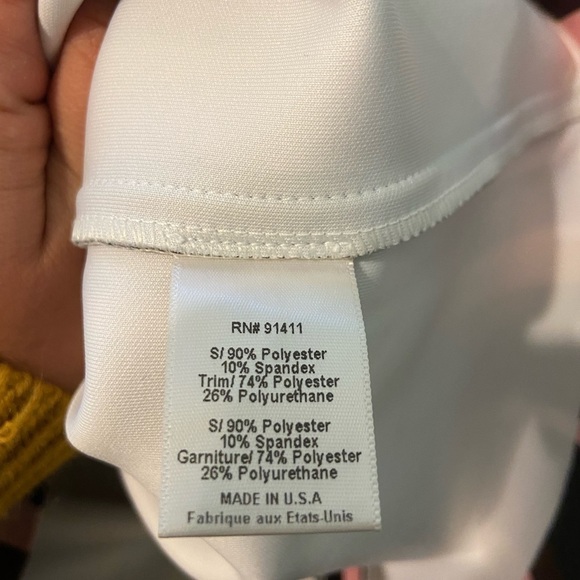 RN# 91411
S/ 90% Polyester
10% Spandex
Trim/ 74% Polyester
26% Polyurethane
S/ 90% Polyester
10% Spandex
Garniture/ 74% Polyester
26% Polyurethane
MADE IN U.S.A
Fabrique aux Etats-Unis